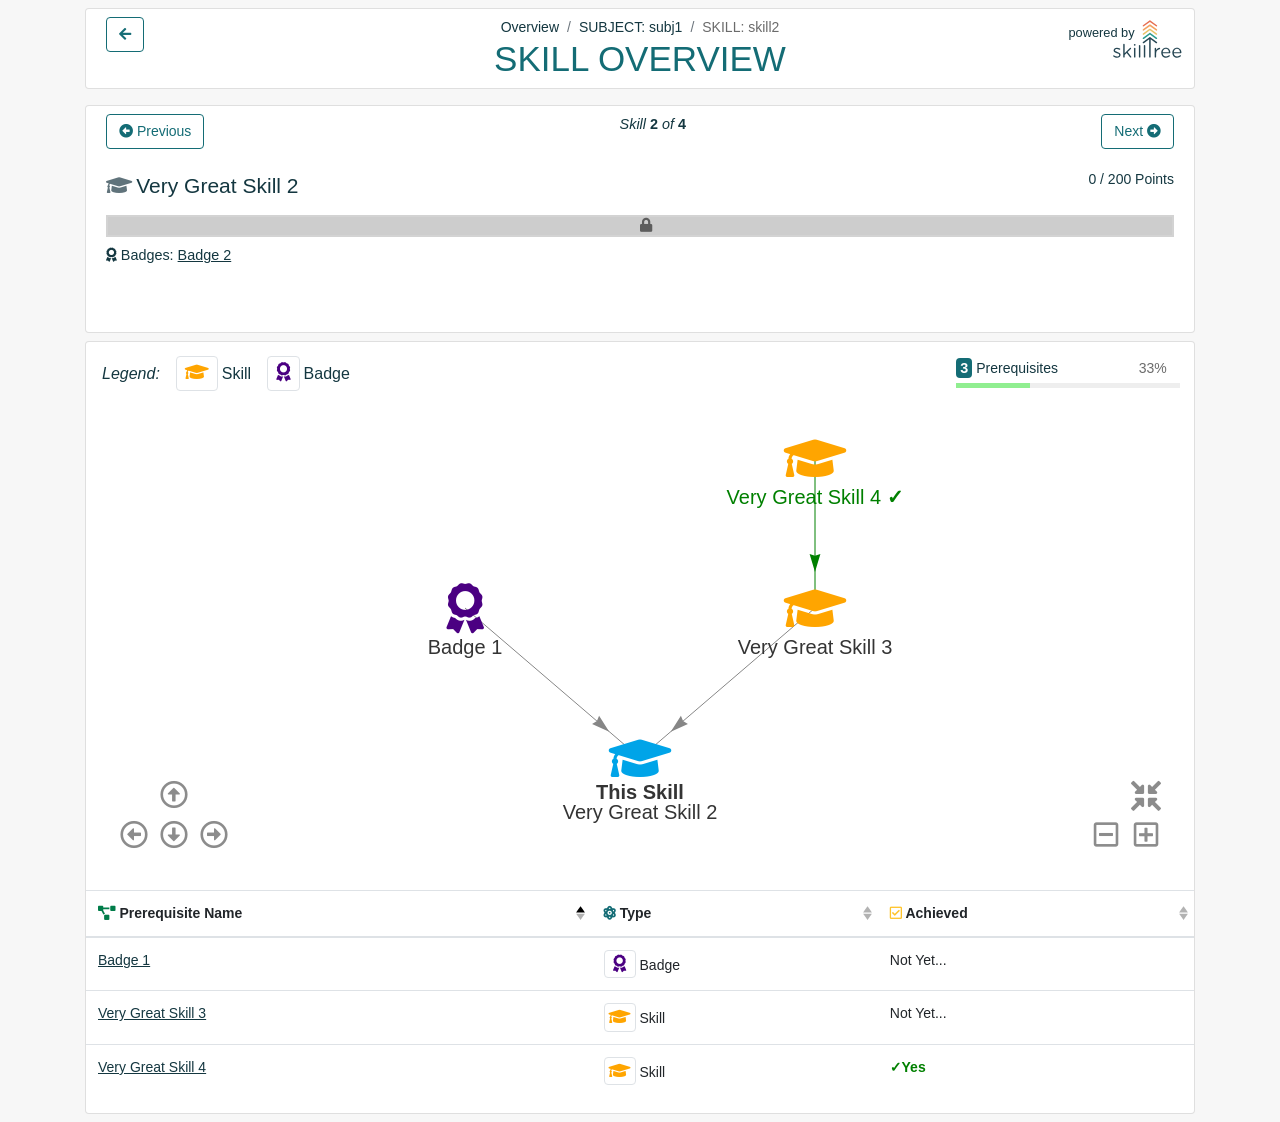 Overview / SUBJECT: subj1 / SKILL: skill2
SKILL OVERVIEW
powered by
skilltree
Previous
Skill 2 of 4
Next
Very Great Skill 2
0 / 200 Points
Badges: Badge 2
Legend: Skill Badge
3 Prerequisites 33%
Very Great Skill 4 ✓
Badge 1
Very Great Skill 3
This Skill
Very Great Skill 2
Prerequisite Name Type Achieved
Badge 1 Badge Not Yet...
Very Great Skill 3 Skill Not Yet...
Very Great Skill 4 Skill ✓Yes